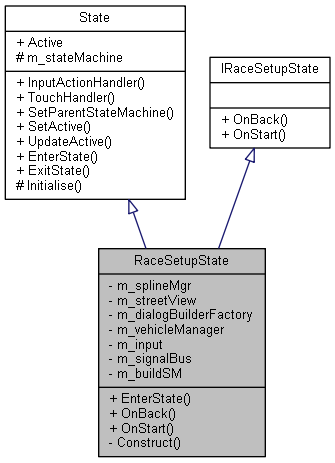 State
+ Active
# m_stateMachine
+ InputActionHandler()
+ TouchHandler()
+ SetParentStateMachine()
+ SetActive()
+ UpdateActive()
+ EnterState()
+ ExitState()
# Initialise()
IRaceSetupState
+ OnBack()
+ OnStart()
RaceSetupState
- m_splineMgr
- m_streetView
- m_dialogBuilderFactory
- m_vehicleManager
- m_input
- m_signalBus
- m_buildSM
+ EnterState()
+ OnBack()
+ OnStart()
- Construct()